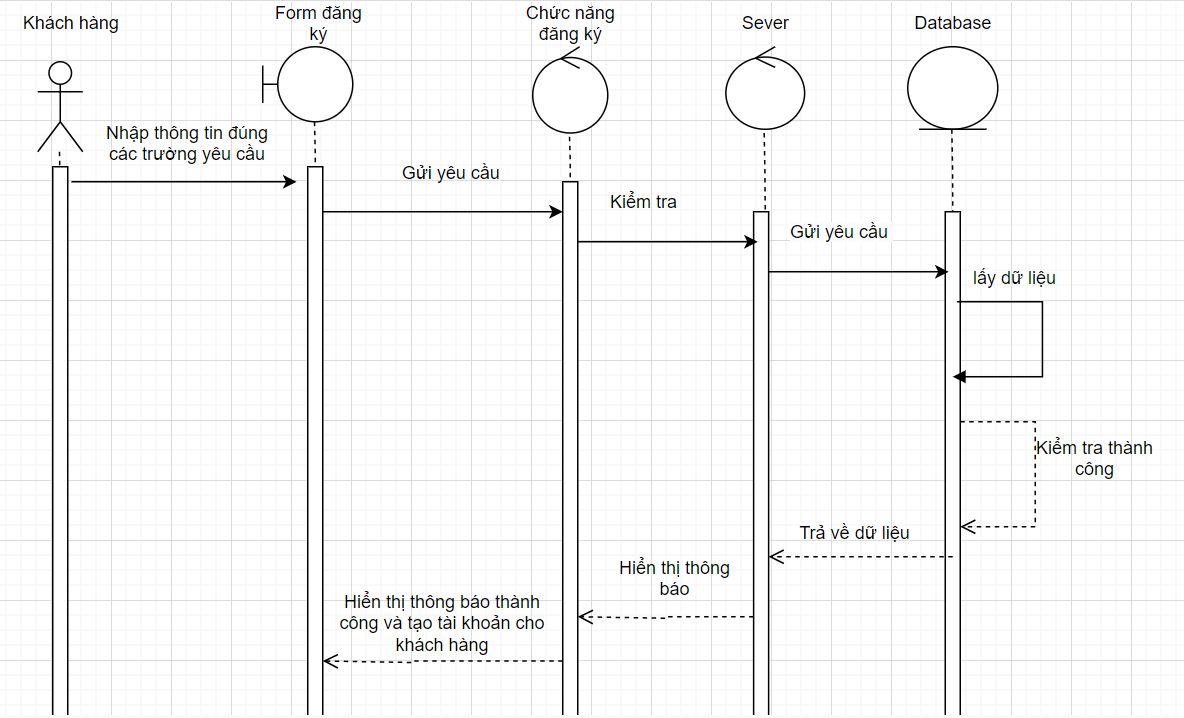 Khách hàng
Form đăng
ký
Chức năng
đăng ký
Sever
Database
Nhập thông tin đúng
các trường yêu cầu
Gửi yêu cầu
Kiểm tra
Gửi yêu cầu
lấy dữ liệu
Kiểm tra thành
công
Trả về dữ liệu
Hiển thị thông
báo
Hiển thị thông báo thành
công và tạo tài khoản cho
khách hàng